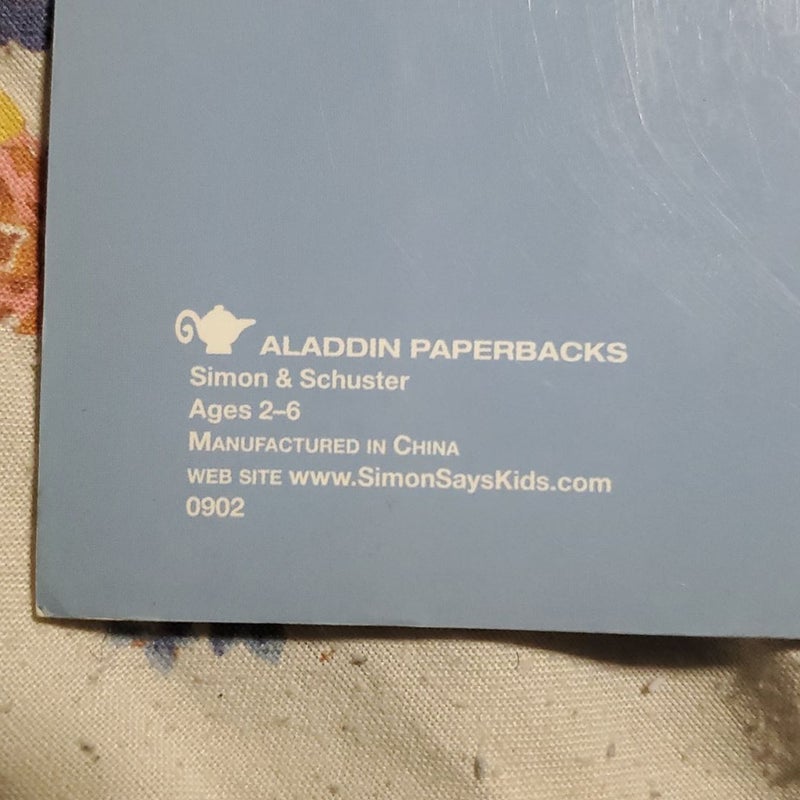 ALADDIN PAPERBACKS
Simon & Schuster
Ages 2–6
MANUFACTURED IN CHINA
WEB SITE www.SimonSaysKids.com
0902